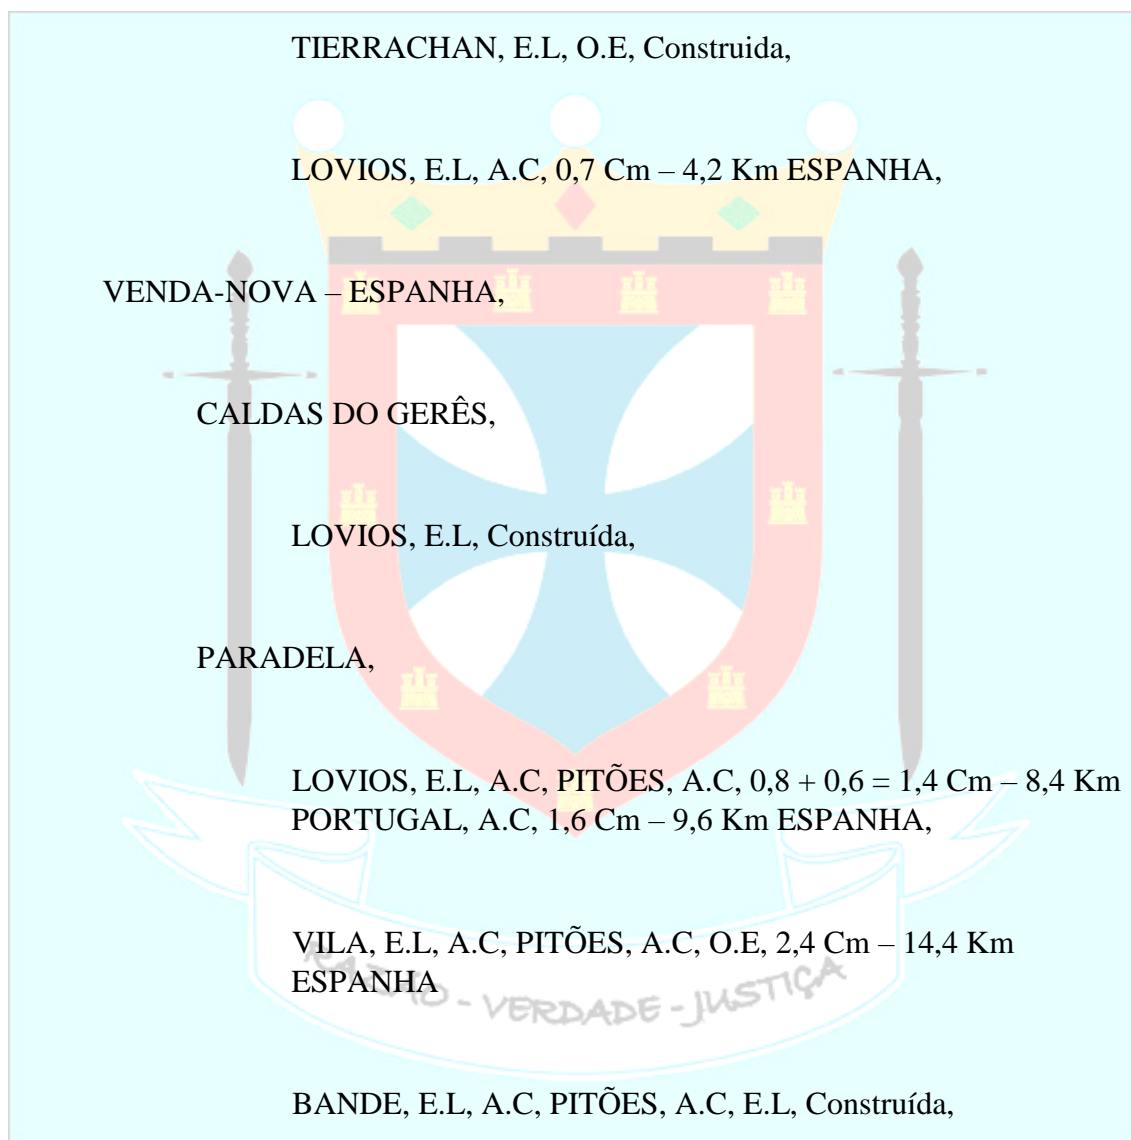 TIERRACHAN, E.L, O.E, Construida,
LOVIOS, E.L, A.C, 0,7 Cm – 4,2 Km ESPANHA,
VENDA-NOVA – ESPANHA,
CALDAS DO GERÊS,
LOVIOS, E.L, Construída,
PARADELA,
LOVIOS, E.L, A.C, PITÕES, A.C, 0,8 + 0,6 = 1,4 Cm – 8,4 Km
PORTUGAL, A.C, 1,6 Cm – 9,6 Km ESPANHA,
VILA, E.L, A.C, PITÕES, A.C, O.E, 2,4 Cm – 14,4 Km
ESPANHA
RAZÃO - VERDADE - JUSTIÇA
BANDE, E.L, A.C, PITÕES, A.C, E.L, Construída,